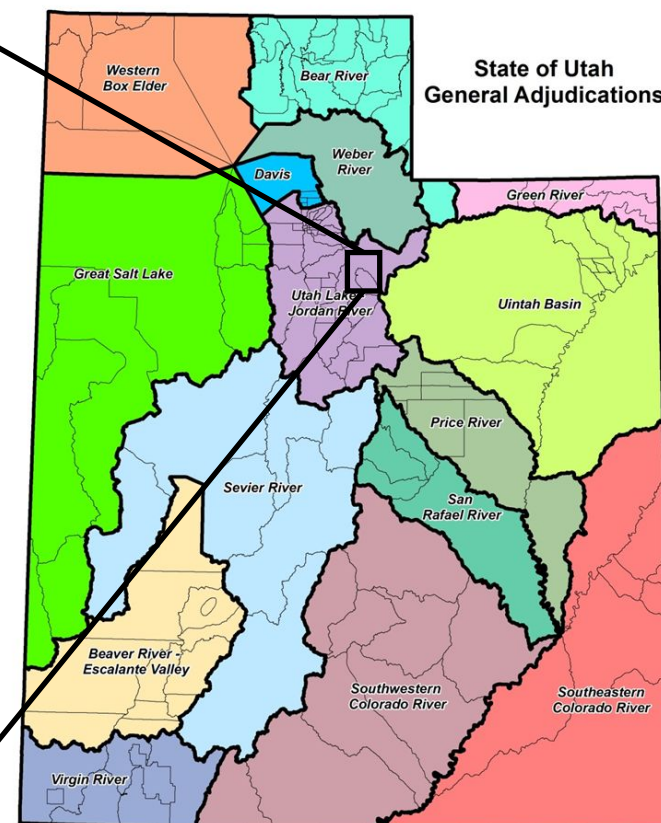 State of Utah
General Adjudications
Western
Box Elder
Bear River
Weber
River
Davis
Green River
Great Salt Lake
Utah Lake
Jordan River
Uintah Basin
Price River
Sevier River
San
Rafael River
Beaver River -
Escalante Valley
Southwestern
Colorado River
Southeastern
Colorado River
Virgin River